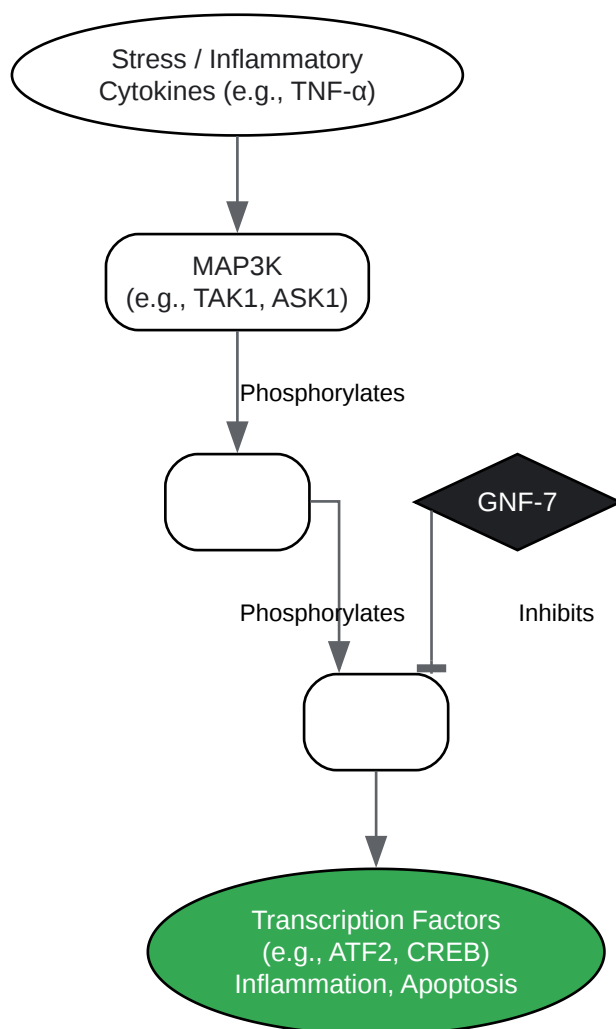 Stress / Inflammatory
Cytokines (e.g., TNF-α)
MAP3K
(e.g., TAK1, ASK1)
Phosphorylates
GNF-7
Phosphorylates
Inhibits
Transcription Factors
(e.g., ATF2, CREB)
Inflammation, Apoptosis